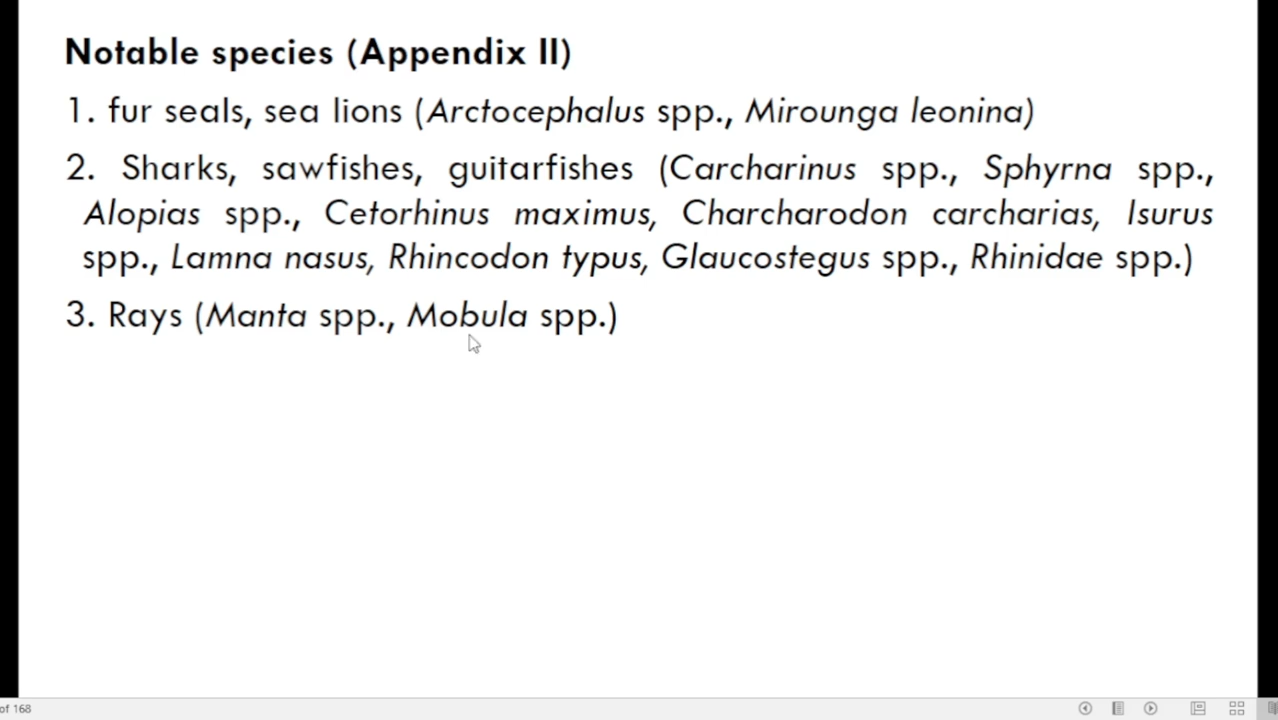 Notable species (Appendix II)
1. fur seals, sea lions (Arctocephalus spp., Mirounga leonina)
2. Sharks, sawfishes, guitarfishes (Carcharinus spp., Sphyrna spp.,
Alopias spp., Cetorhinus maximus, Charcharodon carcharias, Isurus
spp., Lamna nasus, Rhincodon typus, Glaucostegus spp., Rhinidae spp.)
3. Rays (Manta spp., Mobula spp.)
of 168